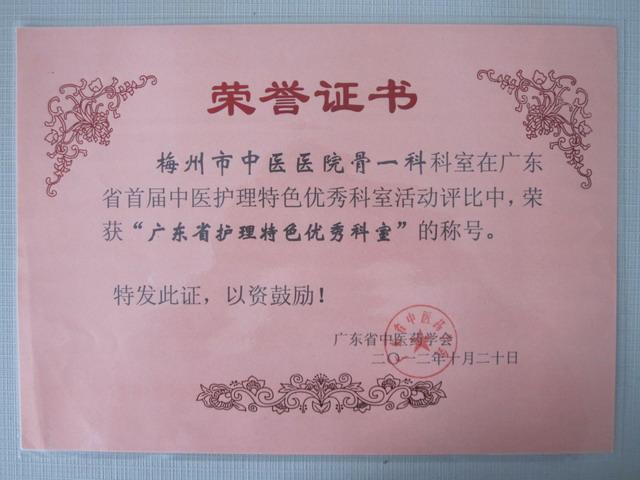 荣誉证书
梅州市中医医院骨一科科室在广东
省首届中医护理特色优秀科室活动评比中，荣
获“广东省护理特色优秀科室”的称号。
特发此证，以资鼓励！
广东省中医药学会
二〇一二年十月二十日